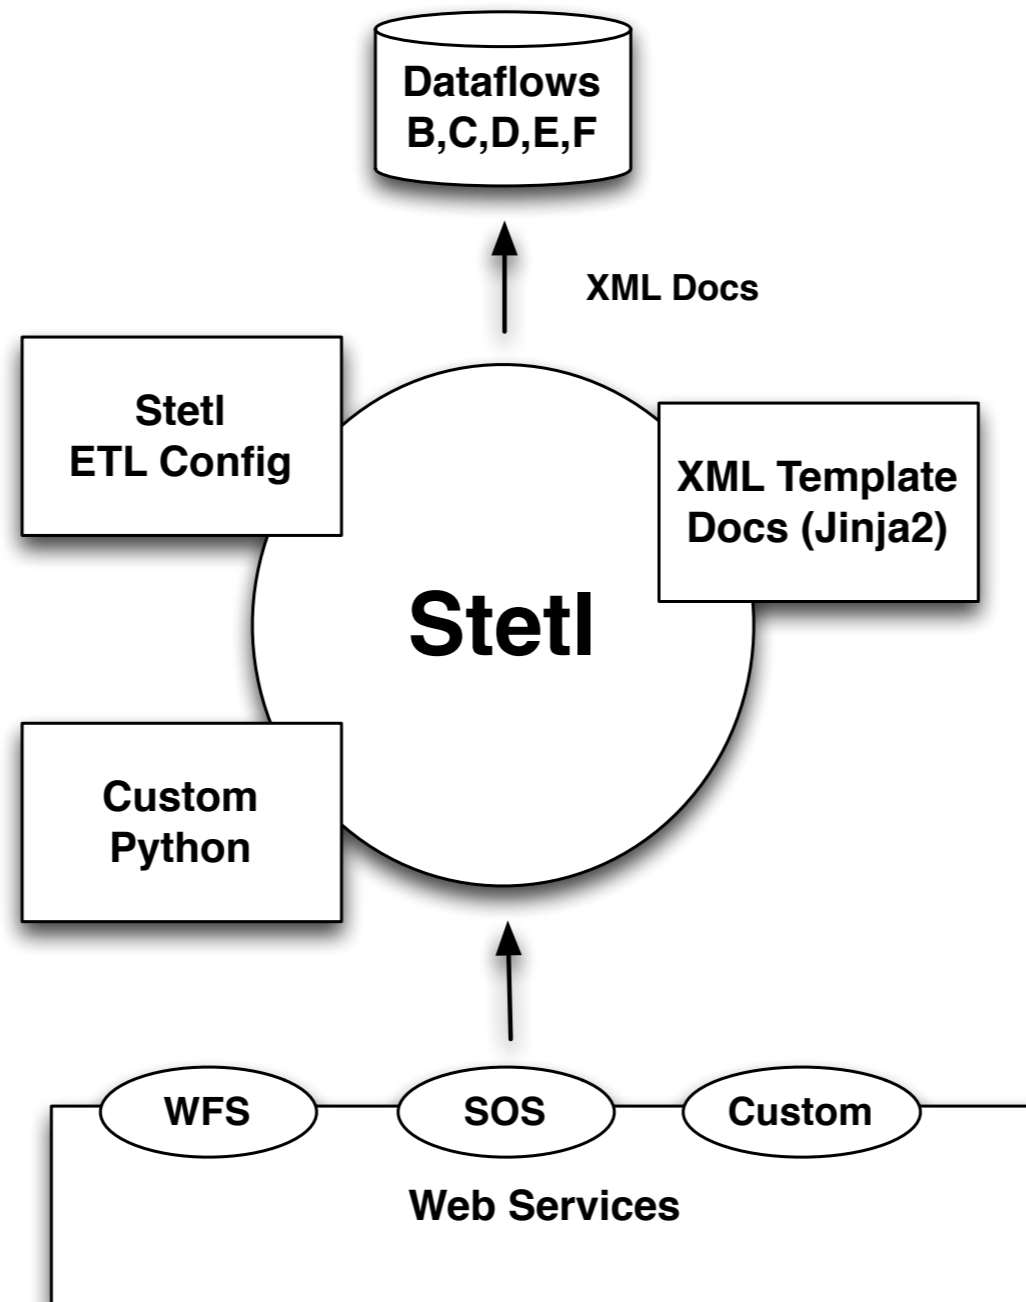 Dataflows
B,C,D,E,F
XML Docs
Stetl
ETL Config
XML Template
Docs (Jinja2)
Stetl
Custom
Python
WFS
SOS
Custom
Web Services